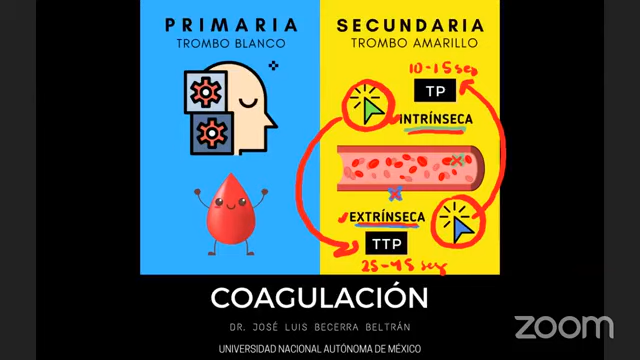 PRIMARIA
TROMBO BLANCO
SECUNDARIA
TROMBO AMARILLO
10-15 seg
TP
INTRÍNSECA
EXTRÍNSECA
TTP
25-45 seg
COAGULACIÓN
DR. JOSÉ LUIS BECERRA BELTRÁN
UNIVERSIDAD NACIONAL AUTÓNOMA DE MÉXICO
zoom